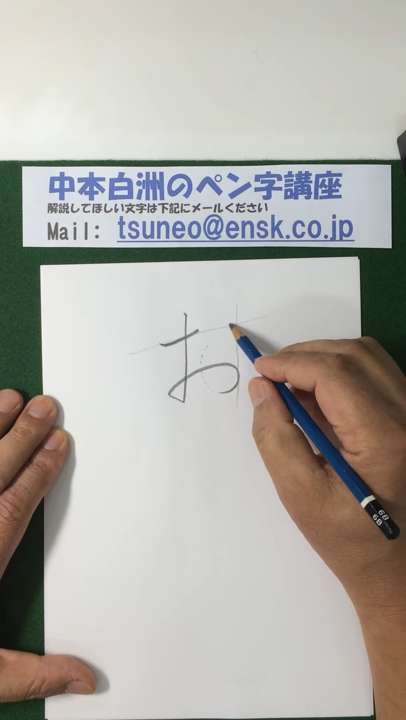 中本白洲のペン字講座
解説してほしい文字は下記にメールください
Mail: tsuneo@ensk.co.jp
お
6B
6B